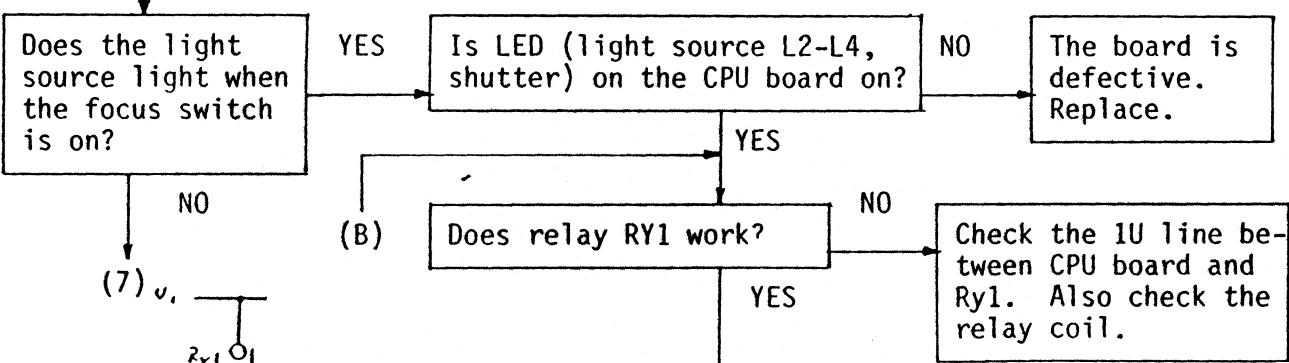 Does the light
source light when
the focus switch
is on?
YES
Is LED (light source L2-L4,
shutter) on the CPU board on?
NO
The board is
defective.
Replace.
YES
NO
(B)
Does relay RY1 work?
NO
Check the 1U line be-
tween CPU board and
Ry1. Also check the
relay coil.
(7)
YES